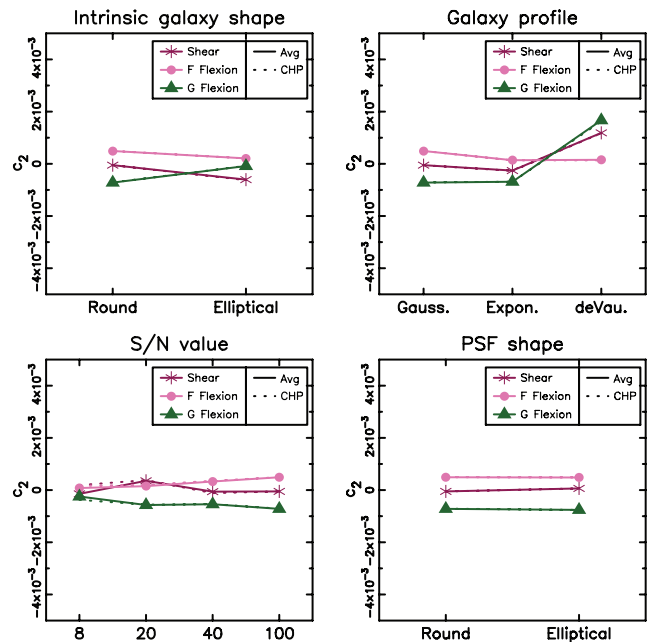 Intrinsic galaxy shape
Shear
Avg
F Flexion
CHP
G Flexion
c₂
4×10⁻³
2×10⁻³
0
−2×10⁻³
−4×10⁻³
Round
Elliptical
Galaxy profile
Shear
Avg
F Flexion
CHP
G Flexion
c₂
4×10⁻³
2×10⁻³
0
−2×10⁻³
−4×10⁻³
Gauss.
Expon.
deVau.
S/N value
Shear
Avg
F Flexion
CHP
G Flexion
c₂
4×10⁻³
2×10⁻³
0
−2×10⁻³
−4×10⁻³
8
20
40
100
PSF shape
Shear
Avg
F Flexion
CHP
G Flexion
c₂
4×10⁻³
2×10⁻³
0
−2×10⁻³
−4×10⁻³
Round
Elliptical